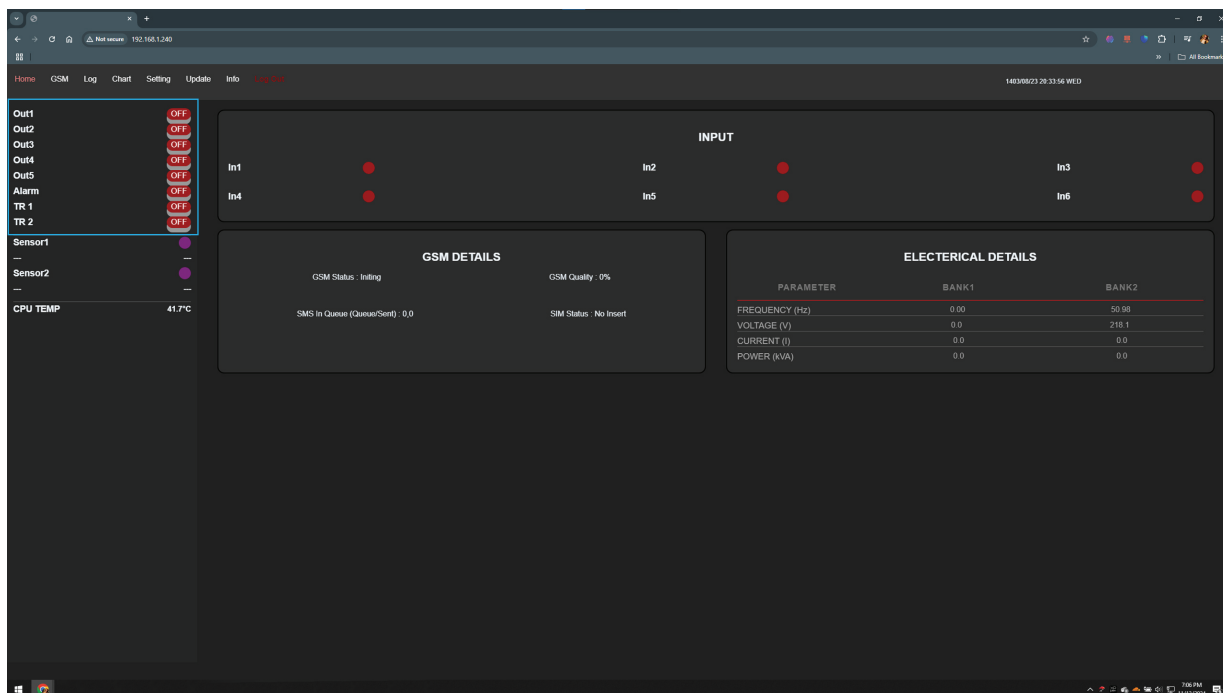 Not secure 192.168.1.240
All Bookmark
Home GSM Log Chart Setting Update Info
1403/08/23 20:33:56 WED
Out1 OFF
Out2 OFF
Out3 OFF
Out4 OFF
Out5 OFF
Alarm OFF
TR 1 OFF
TR 2 OFF
Sensor1
--- ---
Sensor2
--- ---
CPU TEMP 41.7°C
INPUT
In1 In2 In3
In4 In5 In6
GSM DETAILS
GSM Status : Initing GSM Quality : 0%
SMS In Queue (Queue/Sent) : 0,0 SIM Status : No Insert
ELECTERICAL DETAILS
PARAMETER BANK1 BANK2
FREQUENCY (Hz) 0.00 50.98
VOLTAGE (V) 0.0 218.1
CURRENT (I) 0.0 0.0
POWER (kVA) 0.0 0.0
7:06 PM